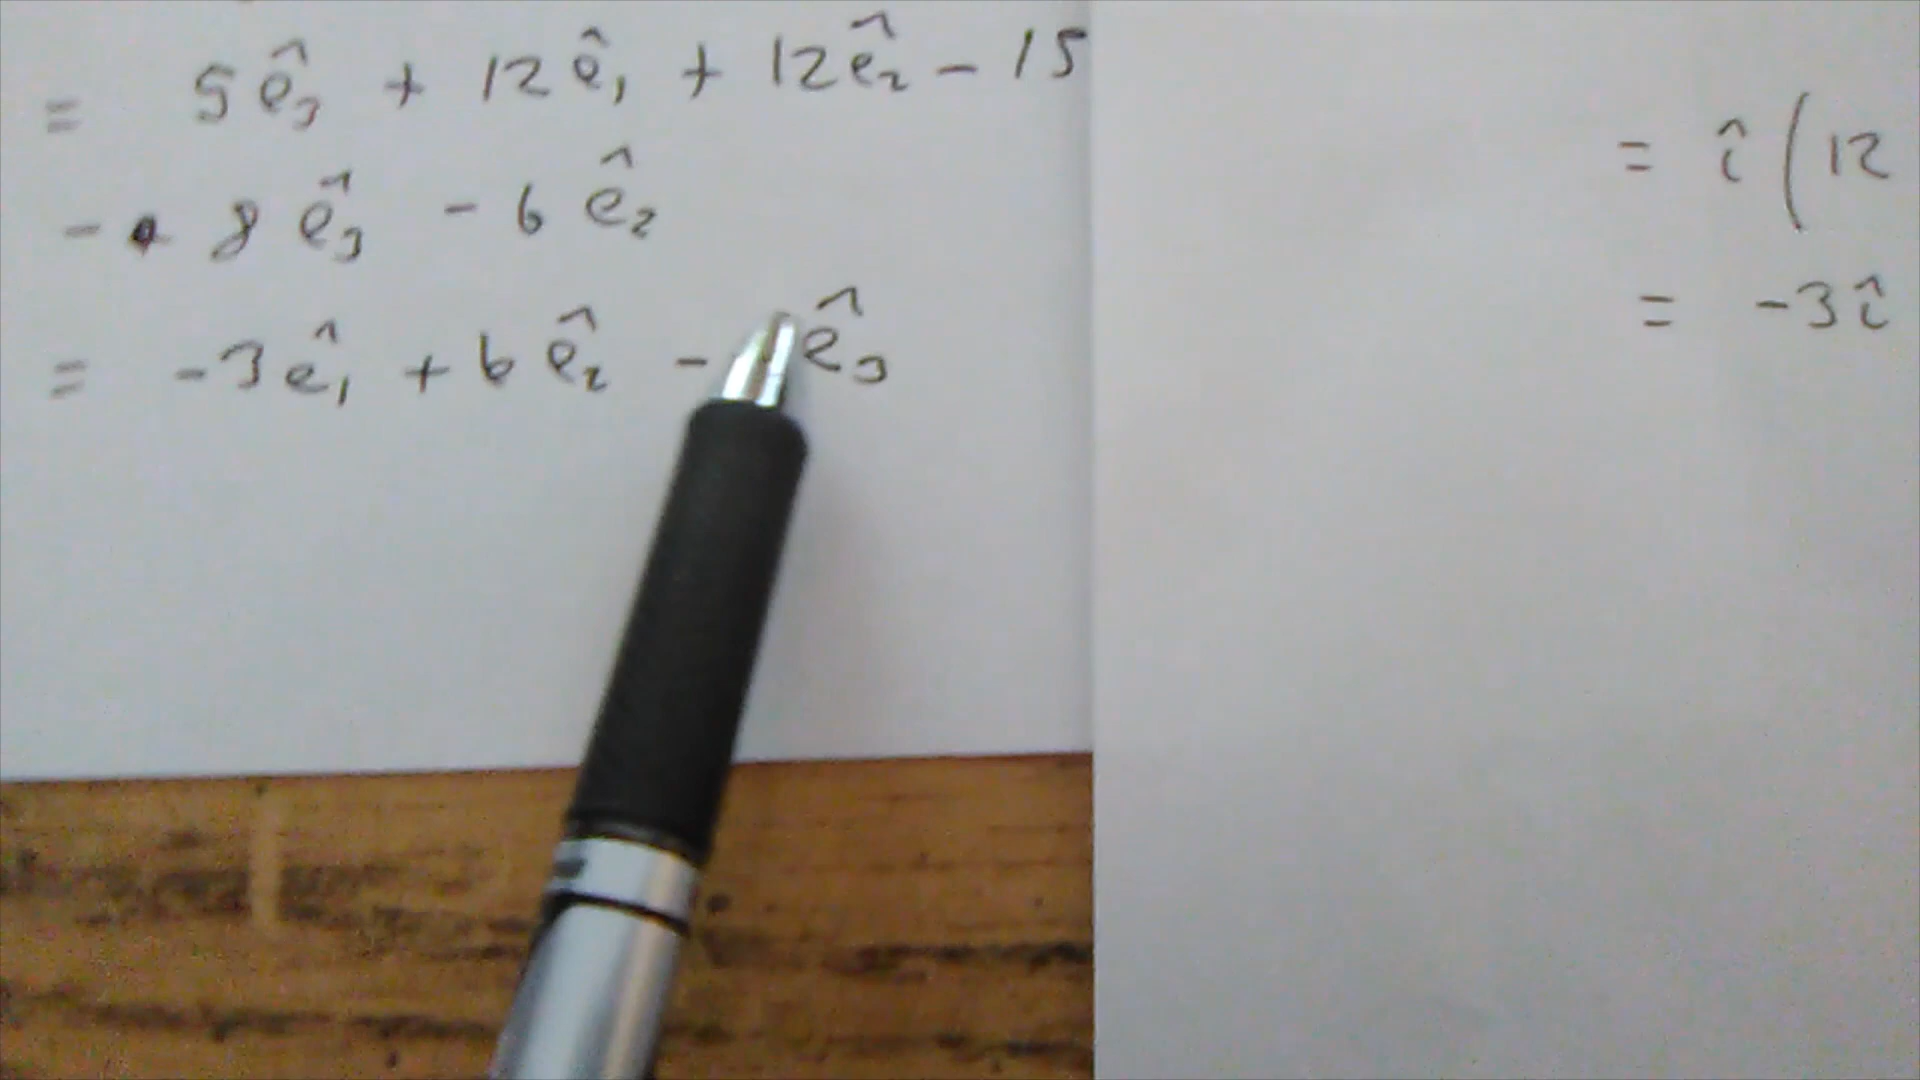 = 5ê₃ + 12ê₁ + 12ê₂ - 15
- 8ê₃ - 6ê₂
= -3ê₁ + 6ê₂ - ê₃
= î(12
= -3î